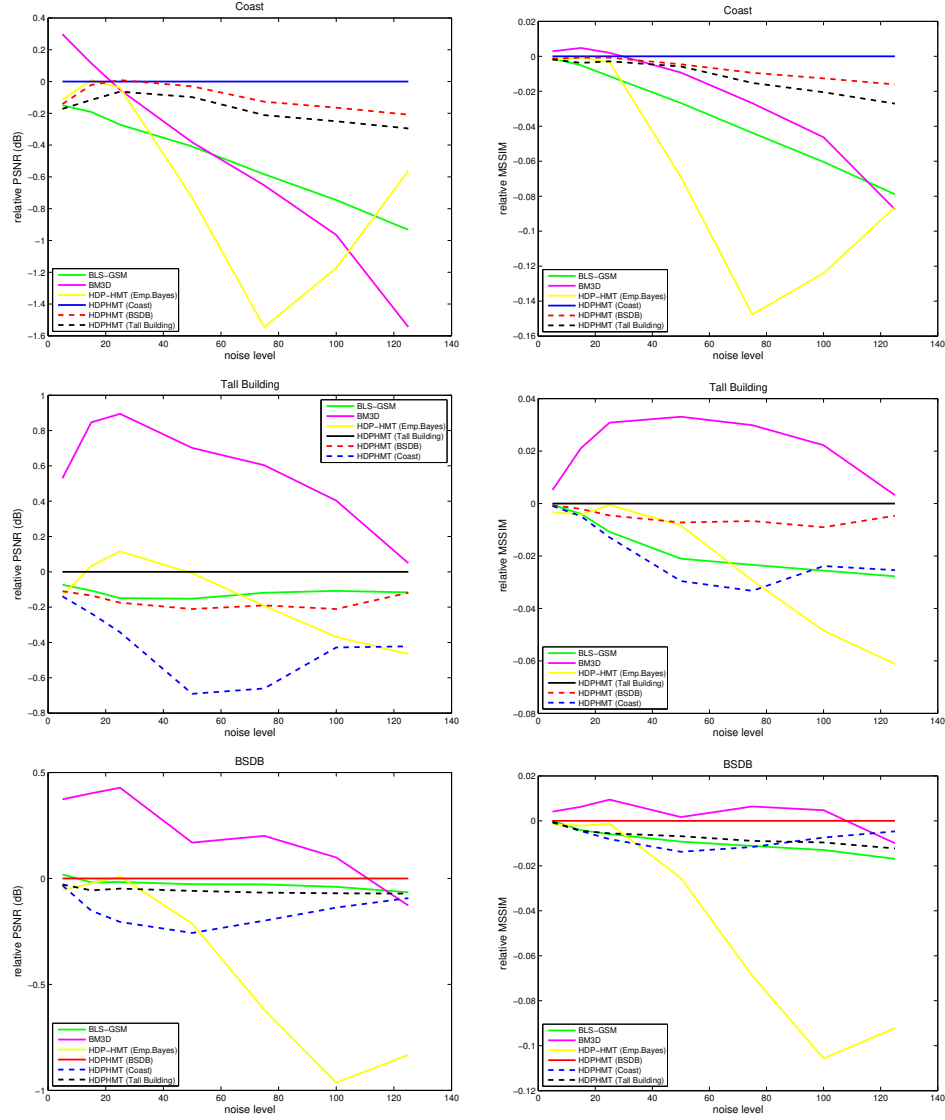 Coast
0.4
0.2
0
−0.2
−0.4
−0.6
−0.8
−1
−1.2
−1.4
−1.6
relative PSNR (dB)
BLS−GSM
BM3D
HDP−HMT (Emp.Bayes)
HDPHMT (Coast)
HDPHMT (BSDB)
HDPHMT (Tall Building)
0 20 40 60 80 100 120 140
noise level
Coast
0.02
0
−0.02
−0.04
−0.06
−0.08
−0.1
−0.12
−0.14
−0.16
relative MSSIM
BLS−GSM
BM3D
HDP−HMT (Emp.Bayes)
HDPHMT (Coast)
HDPHMT (BSDB)
HDPHMT (Tall Building)
0 20 40 60 80 100 120 140
noise level
Tall Building
1
0.8
0.6
0.4
0.2
0
−0.2
−0.4
−0.6
−0.8
relative PSNR (dB)
BLS−GSM
BM3D
HDP−HMT (Emp.Bayes)
HDPHMT (Tall Building)
HDPHMT (BSDB)
HDPHMT (Coast)
0 20 40 60 80 100 120 140
noise level
Tall Building
0.04
0.02
0
−0.02
−0.04
−0.06
−0.08
relative MSSIM
BLS−GSM
BM3D
HDP−HMT (Emp.Bayes)
HDPHMT (Tall Building)
HDPHMT (BSDB)
HDPHMT (Coast)
0 20 40 60 80 100 120 140
noise level
BSDB
0.5
0
−0.5
−1
relative PSNR (dB)
BLS−GSM
BM3D
HDP−HMT (Emp.Bayes)
HDPHMT (BSDB)
HDPHMT (Coast)
HDPHMT (Tall Building)
0 20 40 60 80 100 120 140
noise level
BSDB
0.02
0
−0.02
−0.04
−0.06
−0.08
−0.1
−0.12
relative MSSIM
BLS−GSM
BM3D
HDP−HMT (Emp.Bayes)
HDPHMT (BSDB)
HDPHMT (Coast)
HDPHMT (Tall Building)
0 20 40 60 80 100 120 140
noise level